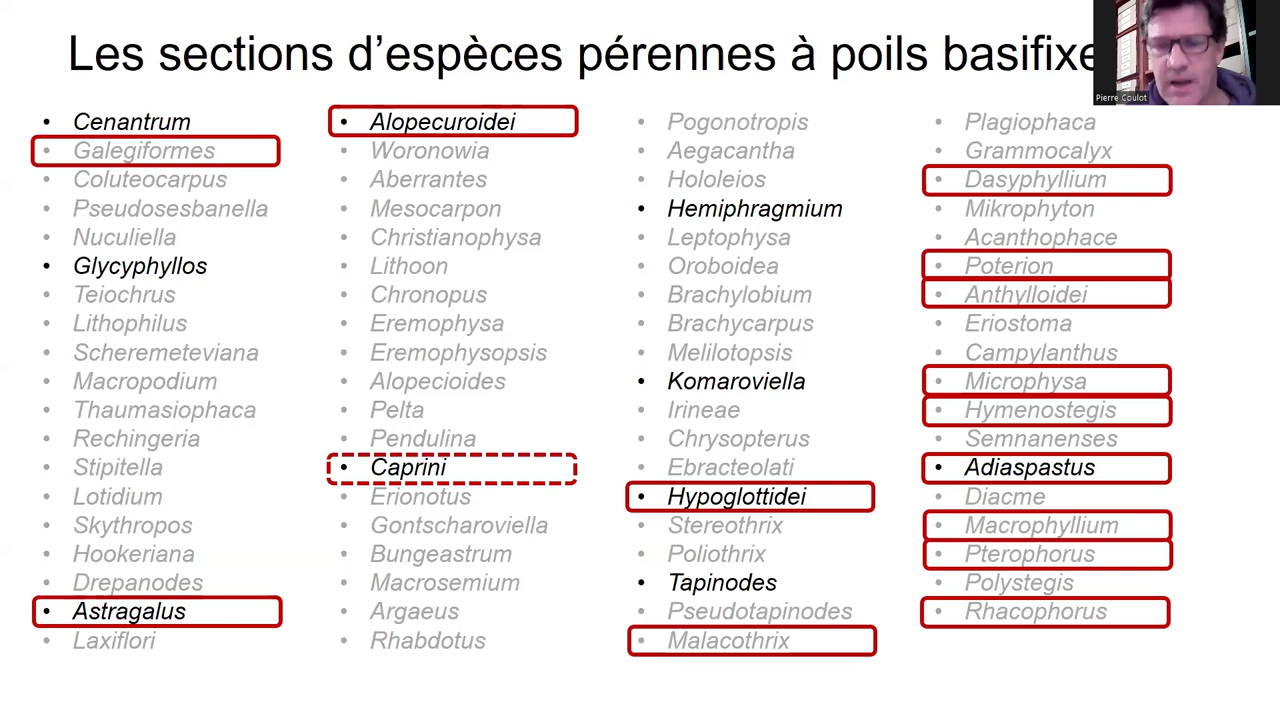 Les sections d'espèces pérennes à poils basifixe
Pierre Coulot
• Cenantrum
• Galegiformes
• Coluteocarpus
• Pseudosesbanella
• Nuculiella
• Glycyphyllos
• Teiochrus
• Lithophilus
• Scheremeteviana
• Macropodium
• Thaumasiophaca
• Rechingeria
• Stipitella
• Lotidium
• Skythropos
• Hookeriana
• Drepanodes
• Astragalus
• Laxiflori
• Alopecuroidei
• Woronowia
• Aberrantes
• Mesocarpon
• Christianophysa
• Lithoon
• Chronopus
• Eremophysa
• Eremophysopsis
• Alopecioides
• Pelta
• Pendulina
• Caprini
• Erionotus
• Gontscharoviella
• Bungeastrum
• Macrosemium
• Argaeus
• Rhabdotus
• Pogonotropis
• Aegacantha
• Hololeios
• Hemiphragmium
• Leptophysa
• Oroboidea
• Brachylobium
• Brachycarpus
• Melilotopsis
• Komaroviella
• Irineae
• Chrysopterus
• Ebracteolati
• Hypoglottidei
• Stereothrix
• Poliothrix
• Tapinodes
• Pseudotapinodes
• Malacothrix
• Plagiophaca
• Grammocalyx
• Dasyphyllium
• Mikrophyton
• Acanthophace
• Poterion
• Anthylloidei
• Eriostoma
• Campylanthus
• Microphysa
• Hymenostegis
• Semnanenses
• Adiaspastus
• Diacme
• Macrophyllium
• Pterophorus
• Polystegis
• Rhacophorus